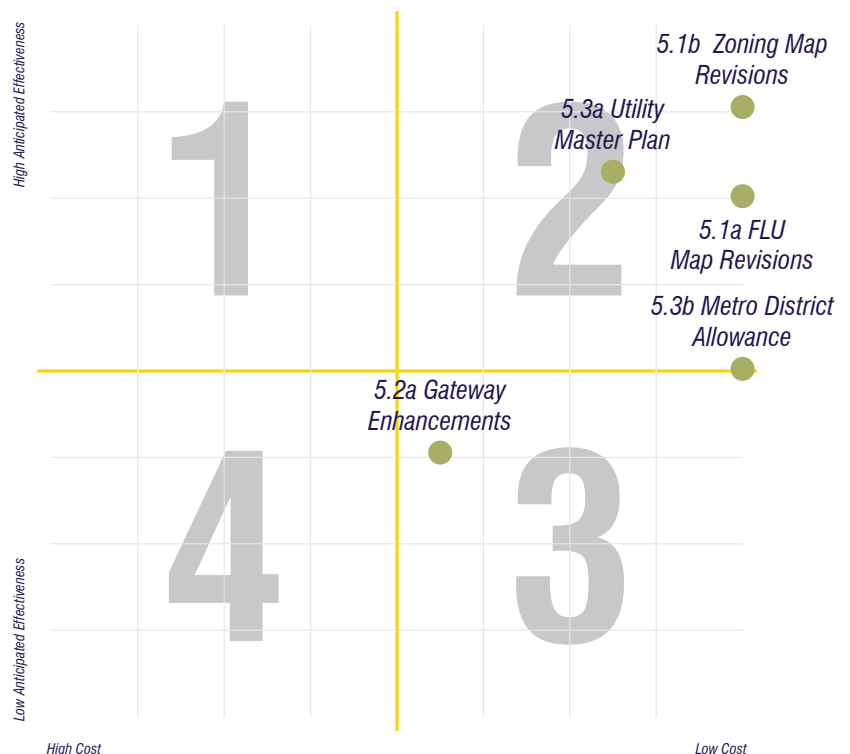 High Anticipated Effectiveness
1
2
5.1b Zoning Map
Revisions
5.3a Utility
Master Plan
5.1a FLU
Map Revisions
5.3b Metro District
Allowance
5.2a Gateway
Enhancements
4
3
Low Anticipated Effectiveness
High Cost
Low Cost